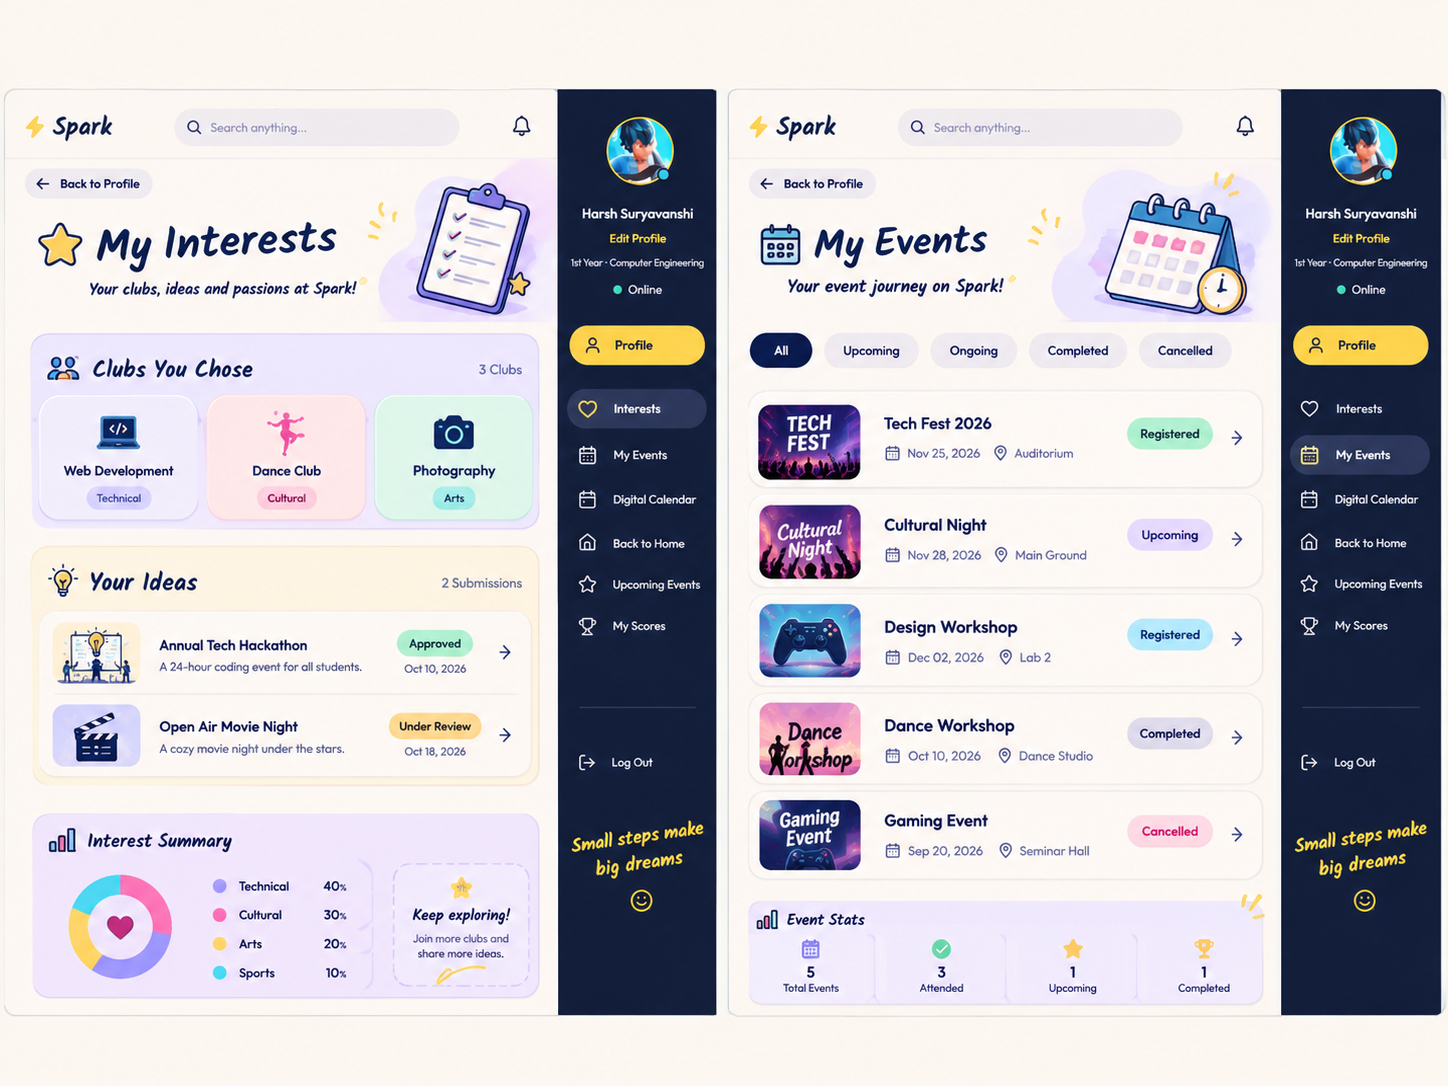 Spark
Search anything...
Back to Profile
My Interests
Your clubs, ideas and passions at Spark!
Clubs You Chose
3 Clubs
</>
Web Development
Technical
Dance Club
Cultural
Photography
Arts
Your Ideas
2 Submissions
Annual Tech Hackathon
A 24-hour coding event for all students.
Approved
Oct 10, 2026
Open Air Movie Night
A cozy movie night under the stars.
Under Review
Oct 18, 2026
Interest Summary
Technical 40%
Cultural 30%
Arts 20%
Sports 10%
Keep exploring!
Join more clubs and
share more ideas.
Harsh Suryavanshi
Edit Profile
1st Year · Computer Engineering
Online
Profile
Interests
My Events
Digital Calendar
Back to Home
Upcoming Events
My Scores
Log Out
Small steps make
big dreams
Spark
Search anything...
Back to Profile
My Events
Your event journey on Spark!
All
Upcoming
Ongoing
Completed
Cancelled
TECH
FEST
Tech Fest 2026
Nov 25, 2026
Auditorium
Registered
Cultural
Night
Cultural Night
Nov 28, 2026
Main Ground
Upcoming
Design Workshop
Dec 02, 2026
Lab 2
Registered
Dance
Workshop
Dance Workshop
Oct 10, 2026
Dance Studio
Completed
Gaming
Event
Gaming Event
Sep 20, 2026
Seminar Hall
Cancelled
Event Stats
5
Total Events
3
Attended
1
Upcoming
1
Completed
Harsh Suryavanshi
Edit Profile
1st Year · Computer Engineering
Online
Profile
Interests
My Events
Digital Calendar
Back to Home
Upcoming Events
My Scores
Log Out
Small steps make
big dreams